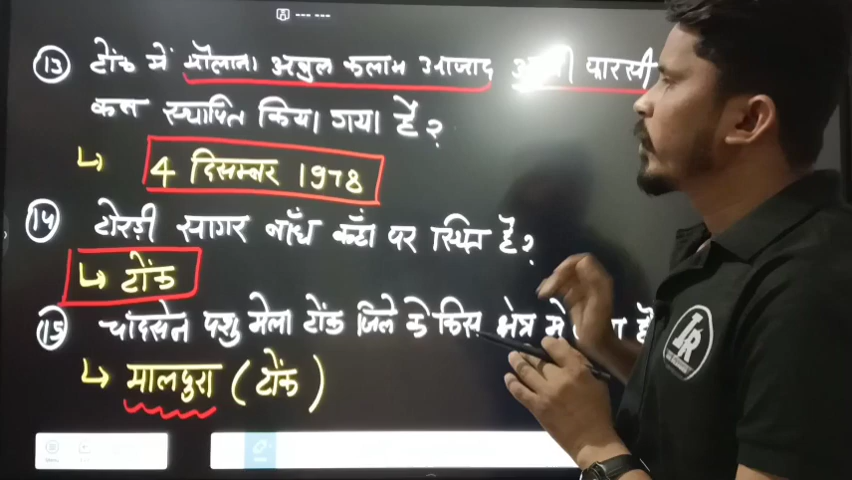 13 टोंक में मौलाना अबुल कलाम आजाद फारसी
कब स्थापित किया गया है?
↳ 4 दिसम्बर 1978
14 टोरड़ी सागर बाँध कहाँ पर स्थित है?
↳ टोंक
15 चांदसेन पशु मेला टोंक जिले के किस क्षेत्र मे है
↳ मालपुरा (टोंक)
IR